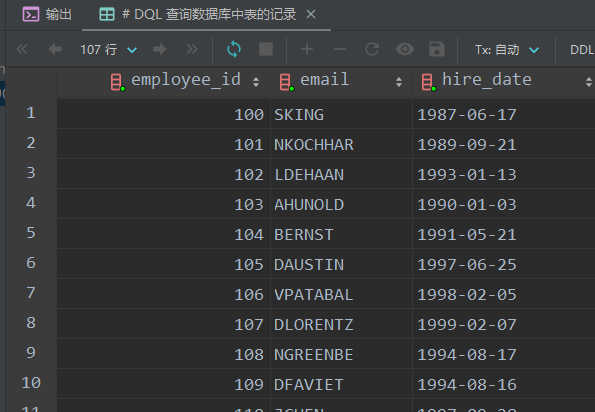 输出 # DQL 查询数据库中表的记录
107 行 Tx: 自动 DDL
employee_id email hire_date
1 100 SKING 1987-06-17
2 101 NKOCHHAR 1989-09-21
3 102 LDEHAAN 1993-01-13
4 103 AHUNOLD 1990-01-03
5 104 BERNST 1991-05-21
6 105 DAUSTIN 1997-06-25
7 106 VPATABAL 1998-02-05
8 107 DLORENTZ 1999-02-07
9 108 NGREENBE 1994-08-17
10 109 DFAVIET 1994-08-16